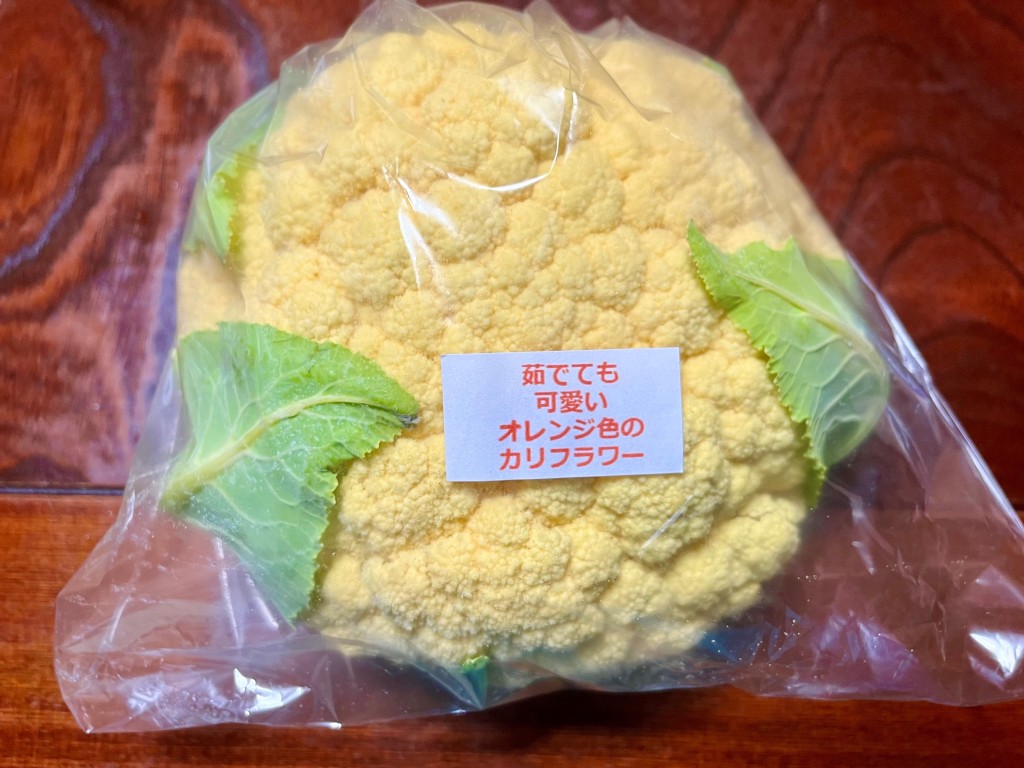 茹でても
可愛い
オレンジ色の
カリフラワー